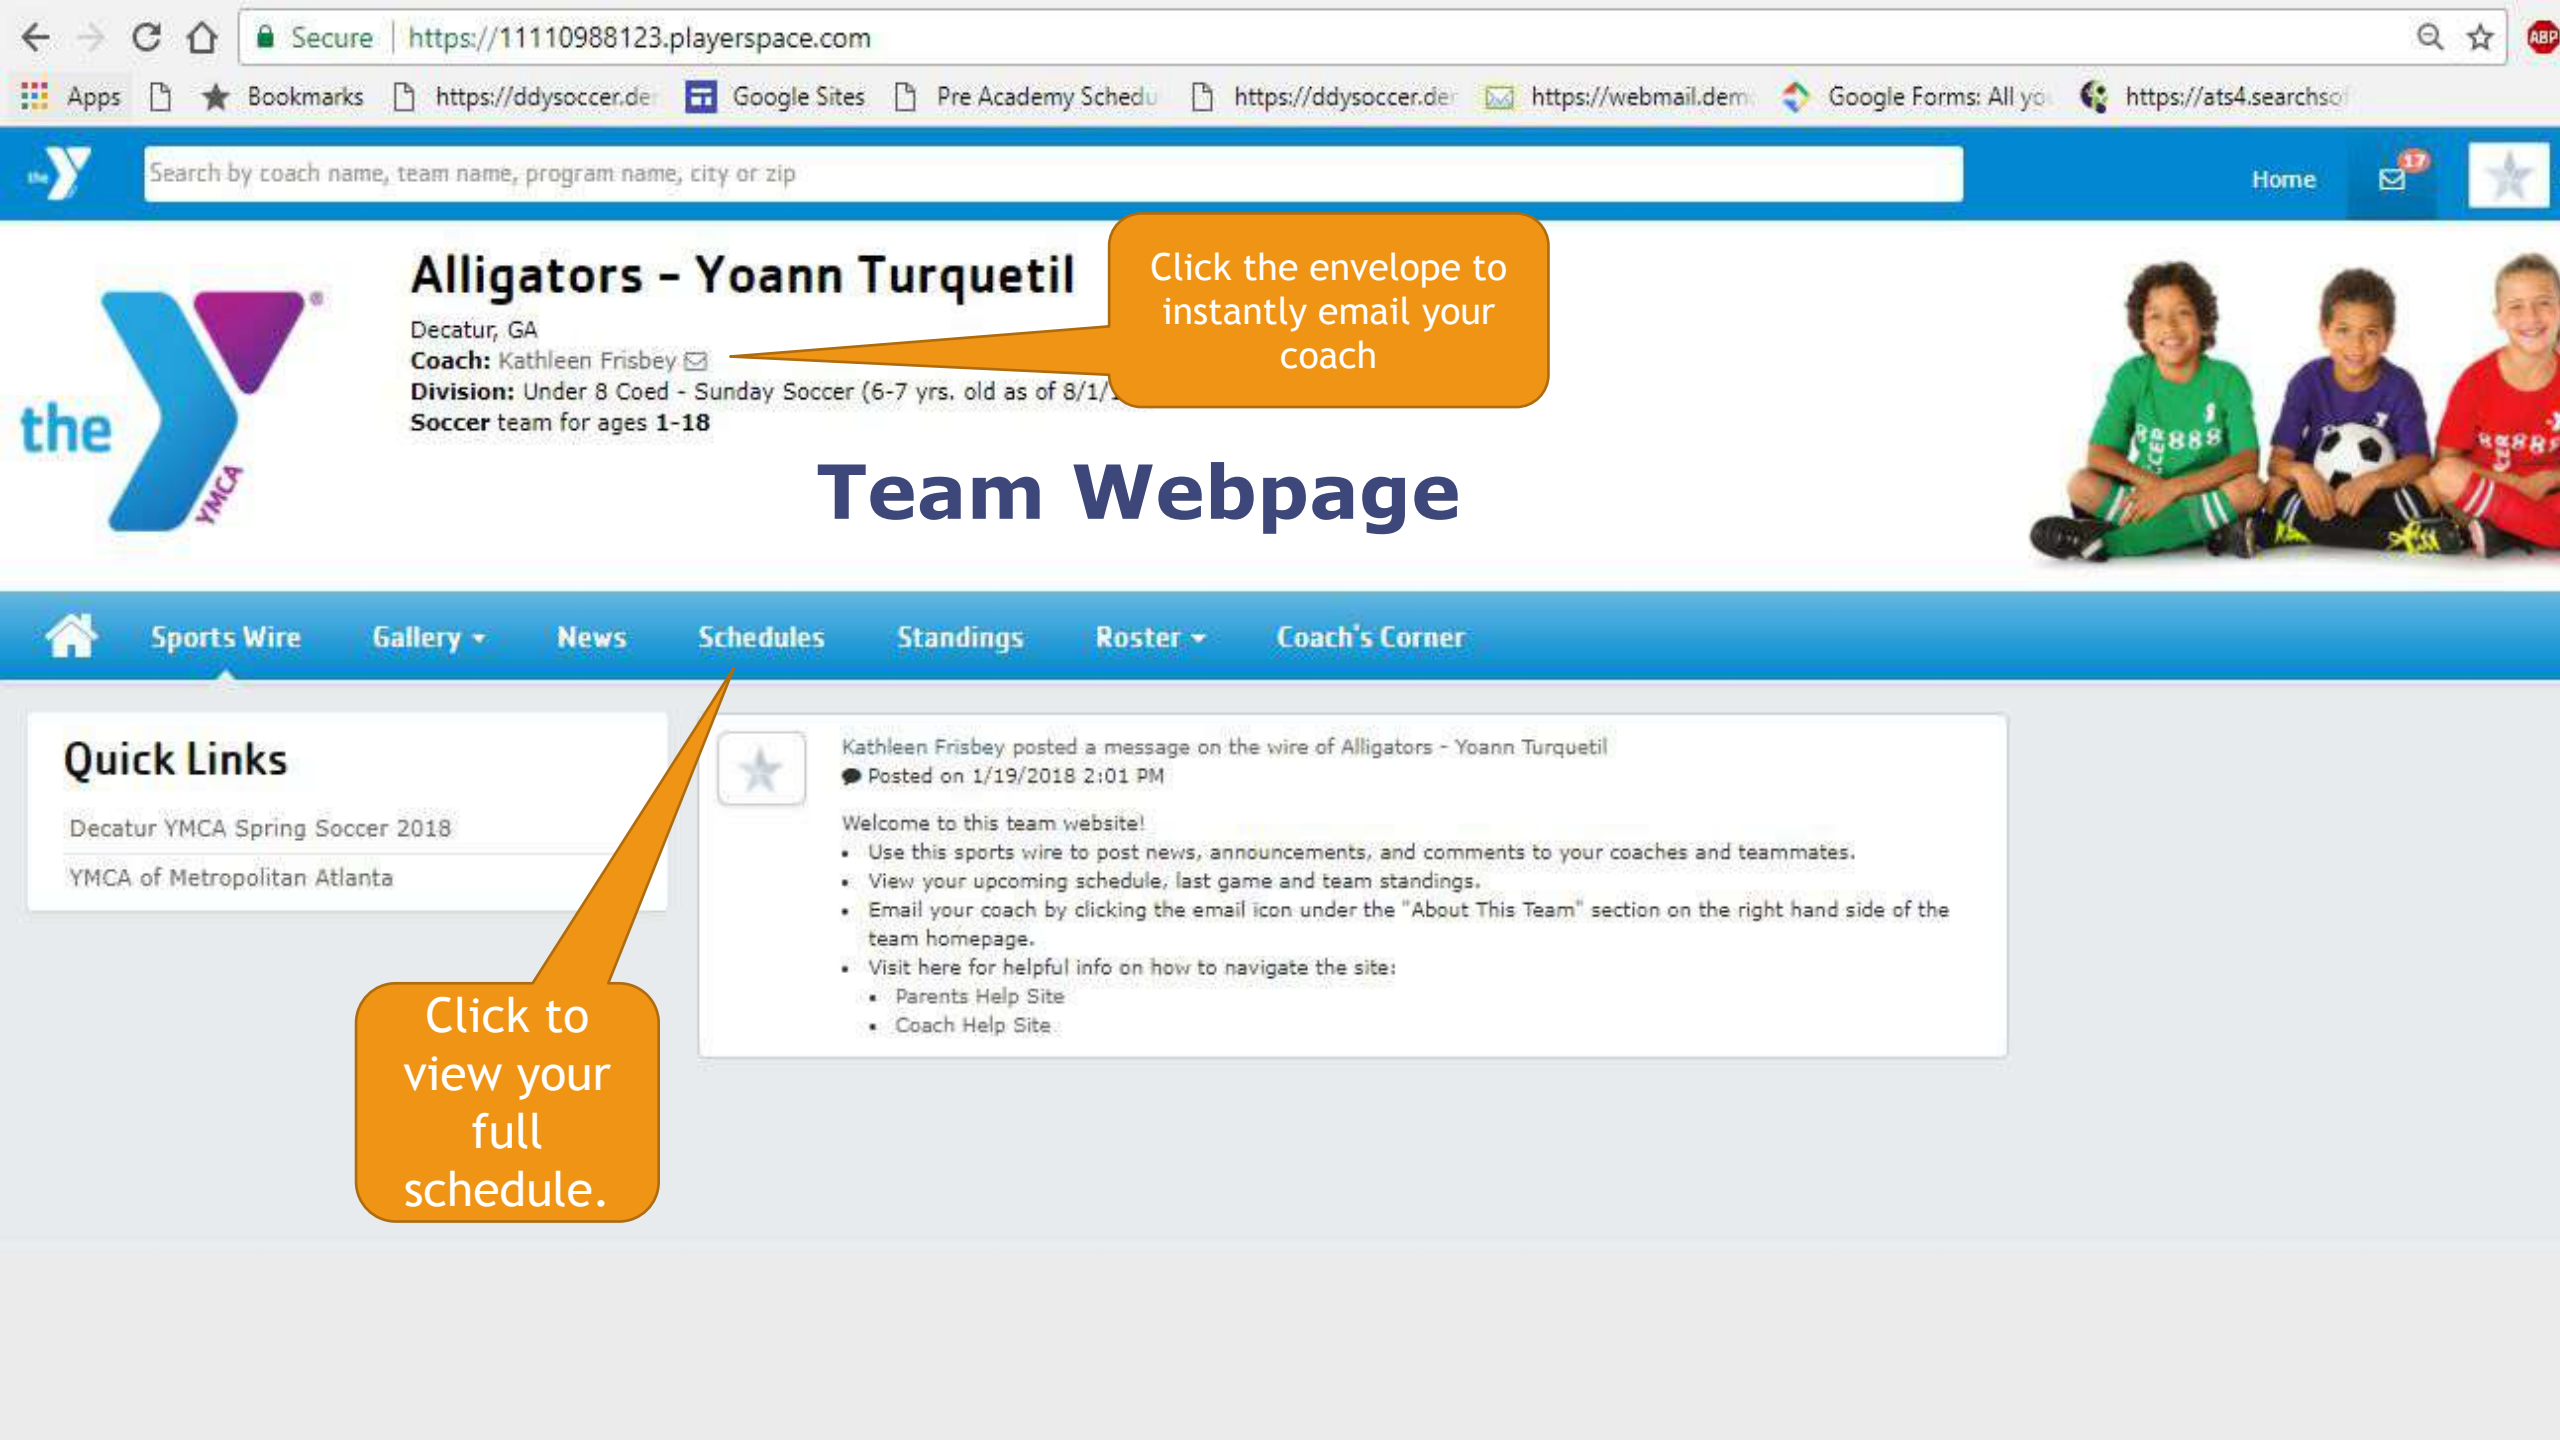 Secure | https://11110988123.playerspace.com
ABP
Apps Bookmarks https://ddysoccer.de Google Sites Pre Academy Schedu https://ddysoccer.de https://webmail.dem Google Forms: All yo https://ats4.searchso
the Y
Search by coach name, team name, program name, city or zip
Home
17
Alligators - Yoann Turquetil
Decatur, GA
Coach: Kathleen Frisbey
Division: Under 8 Coed - Sunday Soccer (6-7 yrs. old as of 8/1/
Soccer team for ages 1-18
Click the envelope to
instantly email your
coach
the
YMCA
®
Team Webpage
888
Sports Wire Gallery News Schedules Standings Roster Coach's Corner
Quick Links
Decatur YMCA Spring Soccer 2018
YMCA of Metropolitan Atlanta
Kathleen Frisbey posted a message on the wire of Alligators - Yoann Turquetil
Posted on 1/19/2018 2:01 PM
Welcome to this team website!
• Use this sports wire to post news, announcements, and comments to your coaches and teammates.
• View your upcoming schedule, last game and team standings.
• Email your coach by clicking the email icon under the "About This Team" section on the right hand side of the
team homepage.
• Visit here for helpful info on how to navigate the site:
• Parents Help Site
• Coach Help Site
Click to
view your
full
schedule.